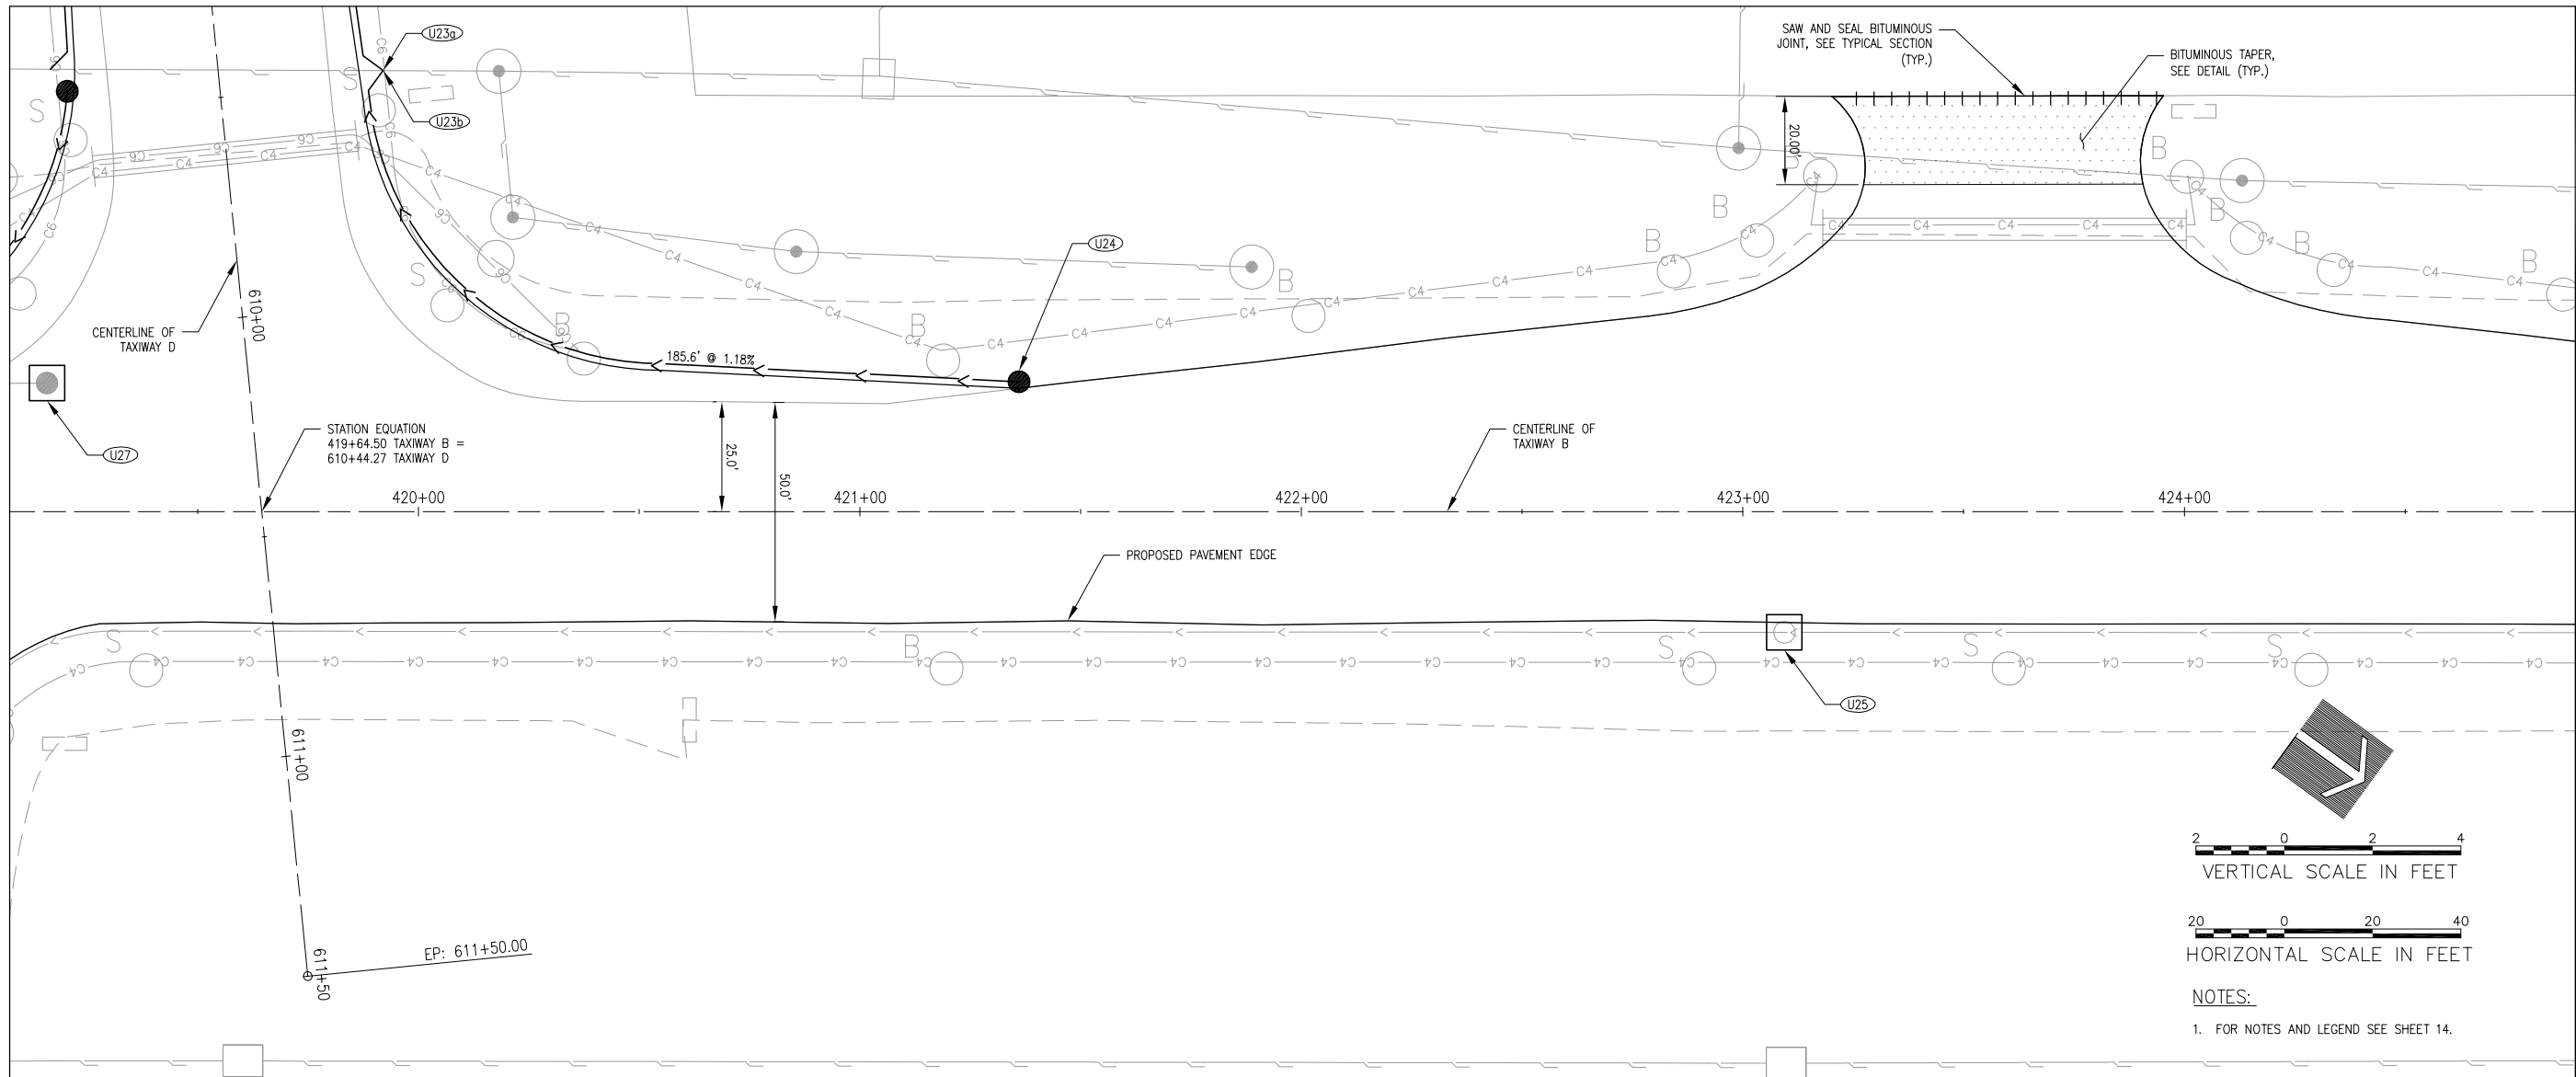 U23a
U23b
SAW AND SEAL BITUMINOUS
JOINT, SEE TYPICAL SECTION
(TYP.)
BITUMINOUS TAPER,
SEE DETAIL (TYP.)
20.00'
U24
610+00
CENTERLINE OF
TAXIWAY D
185.6' @ 1.18%
U27
STATION EQUATION
419+64.50 TAXIWAY B =
610+44.27 TAXIWAY D
25.0'
50.0'
CENTERLINE OF
TAXIWAY B
420+00
421+00
422+00
423+00
424+00
PROPOSED PAVEMENT EDGE
U25
611+00
611+50
EP: 611+50.00
2 0 2 4
VERTICAL SCALE IN FEET
20 0 20 40
HORIZONTAL SCALE IN FEET
NOTES:
1. FOR NOTES AND LEGEND SEE SHEET 14.